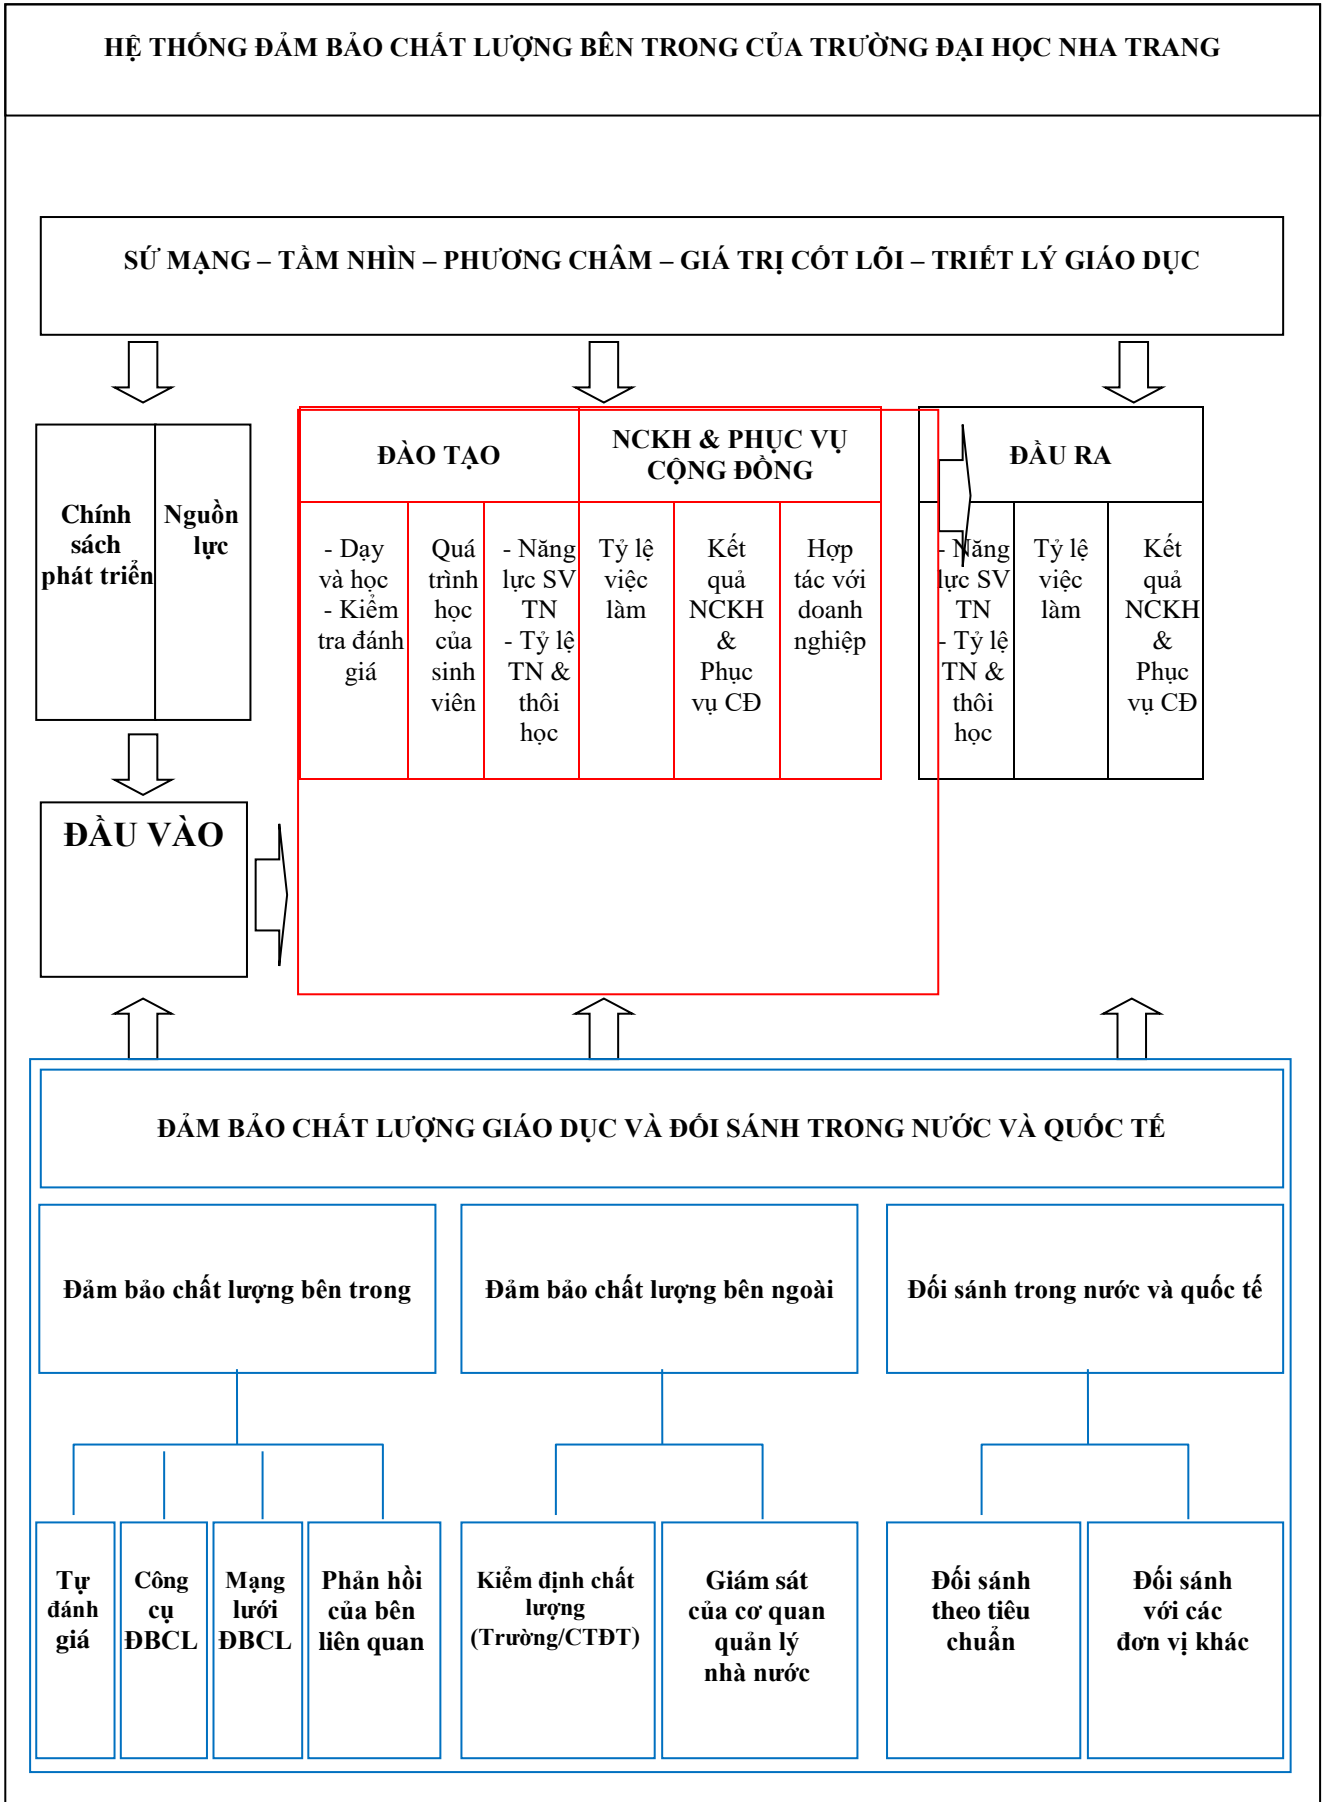 HỆ THỐNG ĐẢM BẢO CHẤT LƯỢNG BÊN TRONG CỦA TRƯỜNG ĐẠI HỌC NHA TRANG
SỨ MẠNG – TẦM NHÌN – PHƯƠNG CHÂM – GIÁ TRỊ CỐT LÕI – TRIẾT LÝ GIÁO DỤC
Chính
sách
phát triển
Nguồn
lực
ĐẦU VÀO
ĐÀO TẠO
- Dạy
và học
- Kiểm
tra đánh
giá
Quá
trình
học
của
sinh
viên
- Năng
lực SV
TN
- Tỷ lệ
TN &
thôi
học
NCKH & PHỤC VỤ
CỘNG ĐỒNG
Tỷ lệ
việc
làm
Kết
quả
NCKH
&
Phục
vụ CĐ
Hợp
tác với
doanh
nghiệp
ĐẦU RA
- Năng
lực SV
TN
- Tỷ lệ
TN &
thôi
học
Tỷ lệ
việc
làm
Kết
quả
NCKH
&
Phục
vụ CĐ
ĐẢM BẢO CHẤT LƯỢNG GIÁO DỤC VÀ ĐỐI SÁNH TRONG NƯỚC VÀ QUỐC TẾ
Đảm bảo chất lượng bên trong
Tự
đánh
giá
Công
cụ
ĐBCL
Mạng
lưới
ĐBCL
Phản hồi
của bên
liên quan
Đảm bảo chất lượng bên ngoài
Kiểm định chất
lượng
(Trường/CTĐT)
Giám sát
của cơ quan
quản lý
nhà nước
Đối sánh trong nước và quốc tế
Đối sánh
theo tiêu
chuẩn
Đối sánh
với các
đơn vị khác